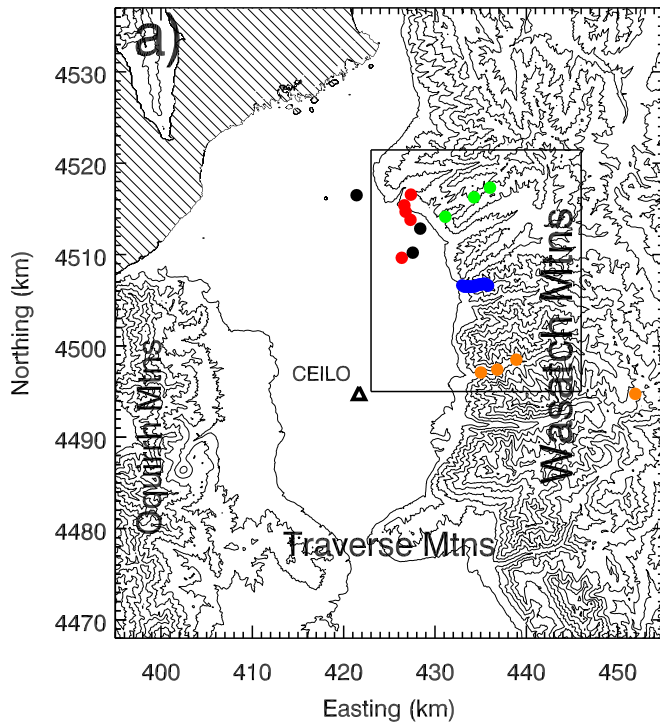 a)
4530
4520
4510
4500
4490
4480
4470
Northing (km)
CEILO
Oquirrh Mtns
Wasatch Mtns
Traverse Mtns
400 410 420 430 440 450
Easting (km)